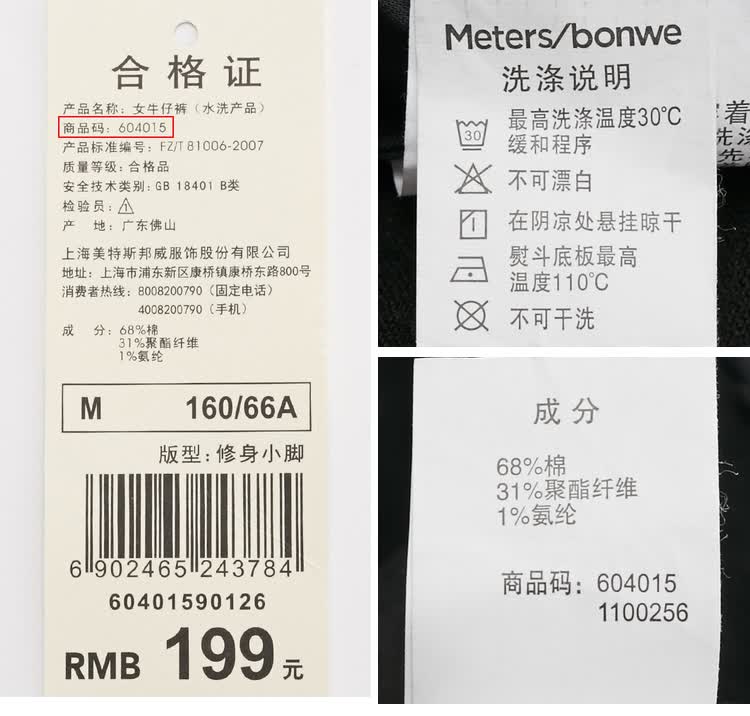 合格证
产品名称: 女牛仔裤（水洗产品）
商品码: 604015
产品标准编号: FZ/T 81006-2007
质量等级: 合格品
安全技术类别: GB 18401 B类
检验员: 1
产 地: 广东佛山
上海美特斯邦威服饰股份有限公司
地址: 上海市浦东新区康桥镇康桥东路800号
消费者热线: 8008200790（固定电话）
4008200790（手机）
成 分: 68%棉
31%聚酯纤维
1%氨纶
M 160/66A
版型: 修身小脚
6 902465 243784
60401590126
RMB 199元
Meters/bonwe
洗涤说明
30 最高洗涤温度30℃
缓和程序
不可漂白
在阴凉处悬挂晾干
熨斗底板最高
温度110℃
不可干洗
着
洗涤
先
成分
68%棉
31%聚酯纤维
1%氨纶
商品码: 604015
1100256